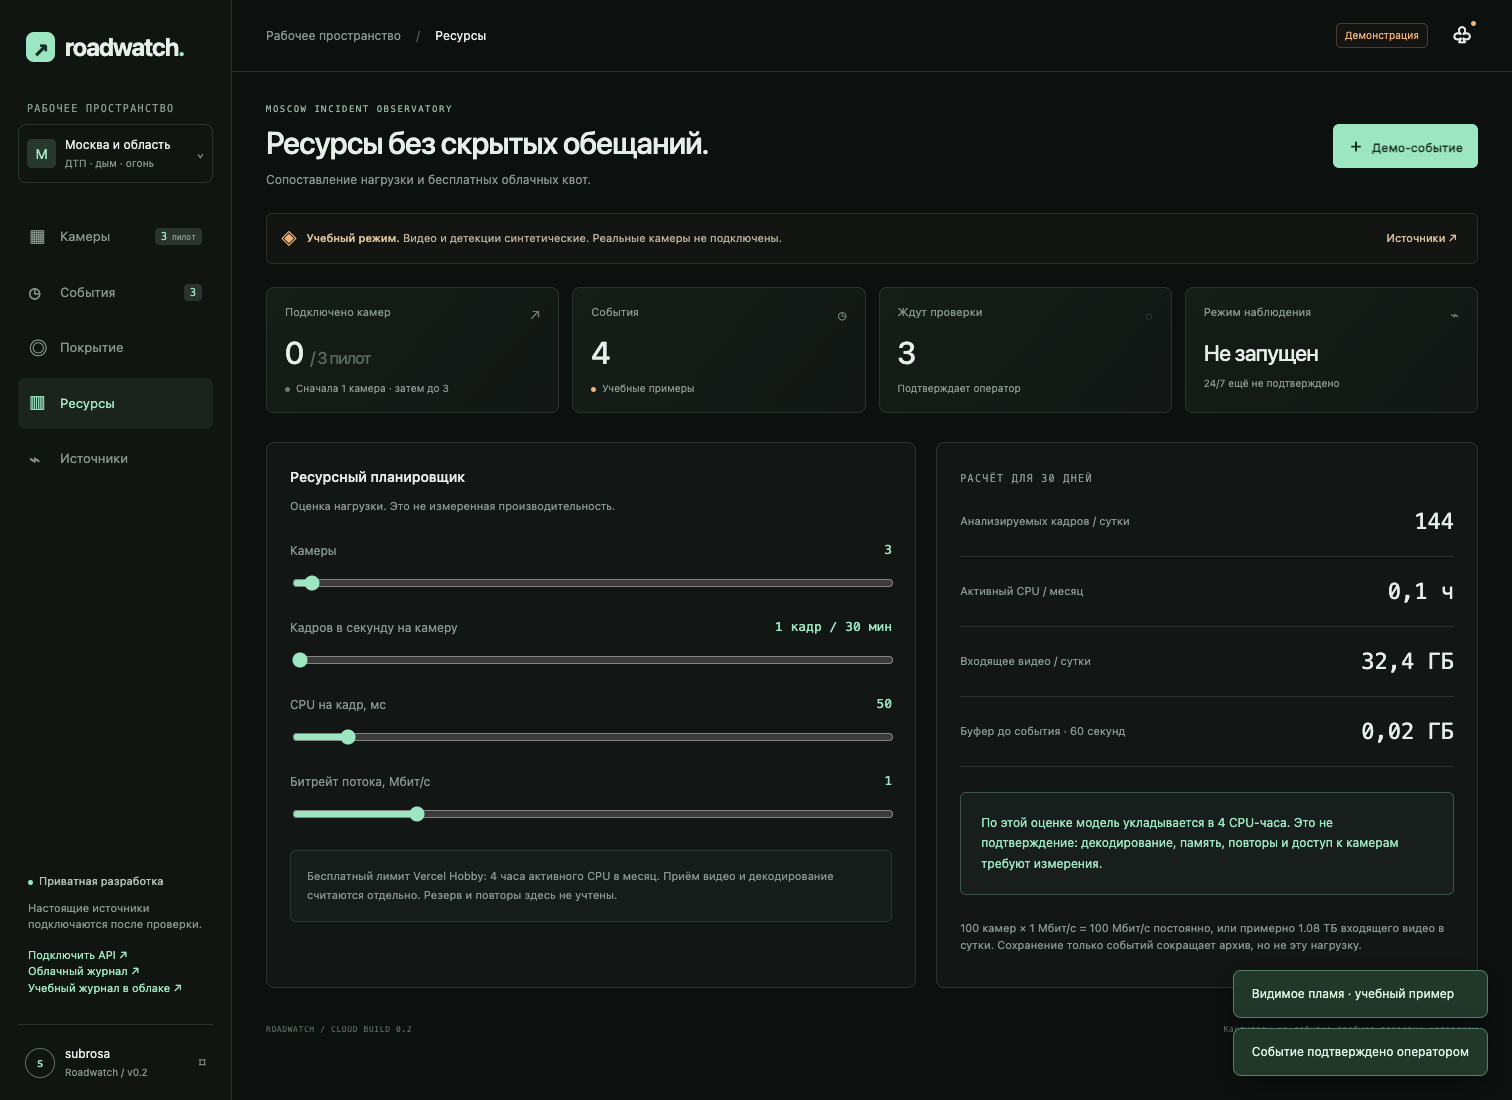 roadwatch.
РАБОЧЕЕ ПРОСТРАНСТВО
М
Москва и область
ДТП · дым · огонь
Камеры
3 пилот
События
3
Покрытие
Ресурсы
Источники
Приватная разработка
Настоящие источники
подключаются после проверки.
Подключить API ↗
Облачный журнал ↗
Учебный журнал в облаке ↗
s
subrosa
Roadwatch / v0.2
Рабочее пространство / Ресурсы
Демонстрация
MOSCOW INCIDENT OBSERVATORY
Ресурсы без скрытых обещаний.
Сопоставление нагрузки и бесплатных облачных квот.
+ Демо-событие
Учебный режим. Видео и детекции синтетические. Реальные камеры не подключены.
Источники ↗
Подключено камер
0 / 3 пилот
Сначала 1 камера · затем до 3
События
4
Учебные примеры
Ждут проверки
3
Подтверждает оператор
Режим наблюдения
Не запущен
24/7 ещё не подтверждено
Ресурсный планировщик
Оценка нагрузки. Это не измеренная производительность.
Камеры 3
Кадров в секунду на камеру 1 кадр / 30 мин
CPU на кадр, мс 50
Битрейт потока, Мбит/с 1
Бесплатный лимит Vercel Hobby: 4 часа активного CPU в месяц. Приём видео и декодирование
считаются отдельно. Резерв и повторы здесь не учтены.
РАСЧЁТ ДЛЯ 30 ДНЕЙ
Анализируемых кадров / сутки 144
Активный CPU / месяц 0,1 ч
Входящее видео / сутки 32,4 ГБ
Буфер до события · 60 секунд 0,02 ГБ
По этой оценке модель укладывается в 4 CPU-часа. Это не
подтверждение: декодирование, память, повторы и доступ к камерам
требуют измерения.
100 камер × 1 Мбит/с = 100 Мбит/с постоянно, или примерно 1.08 ТБ входящего видео в
сутки. Сохранение только событий сокращает архив, но не эту нагрузку.
ROADWATCH / CLOUD BUILD 0.2
Видимое пламя · учебный пример
Событие подтверждено оператором